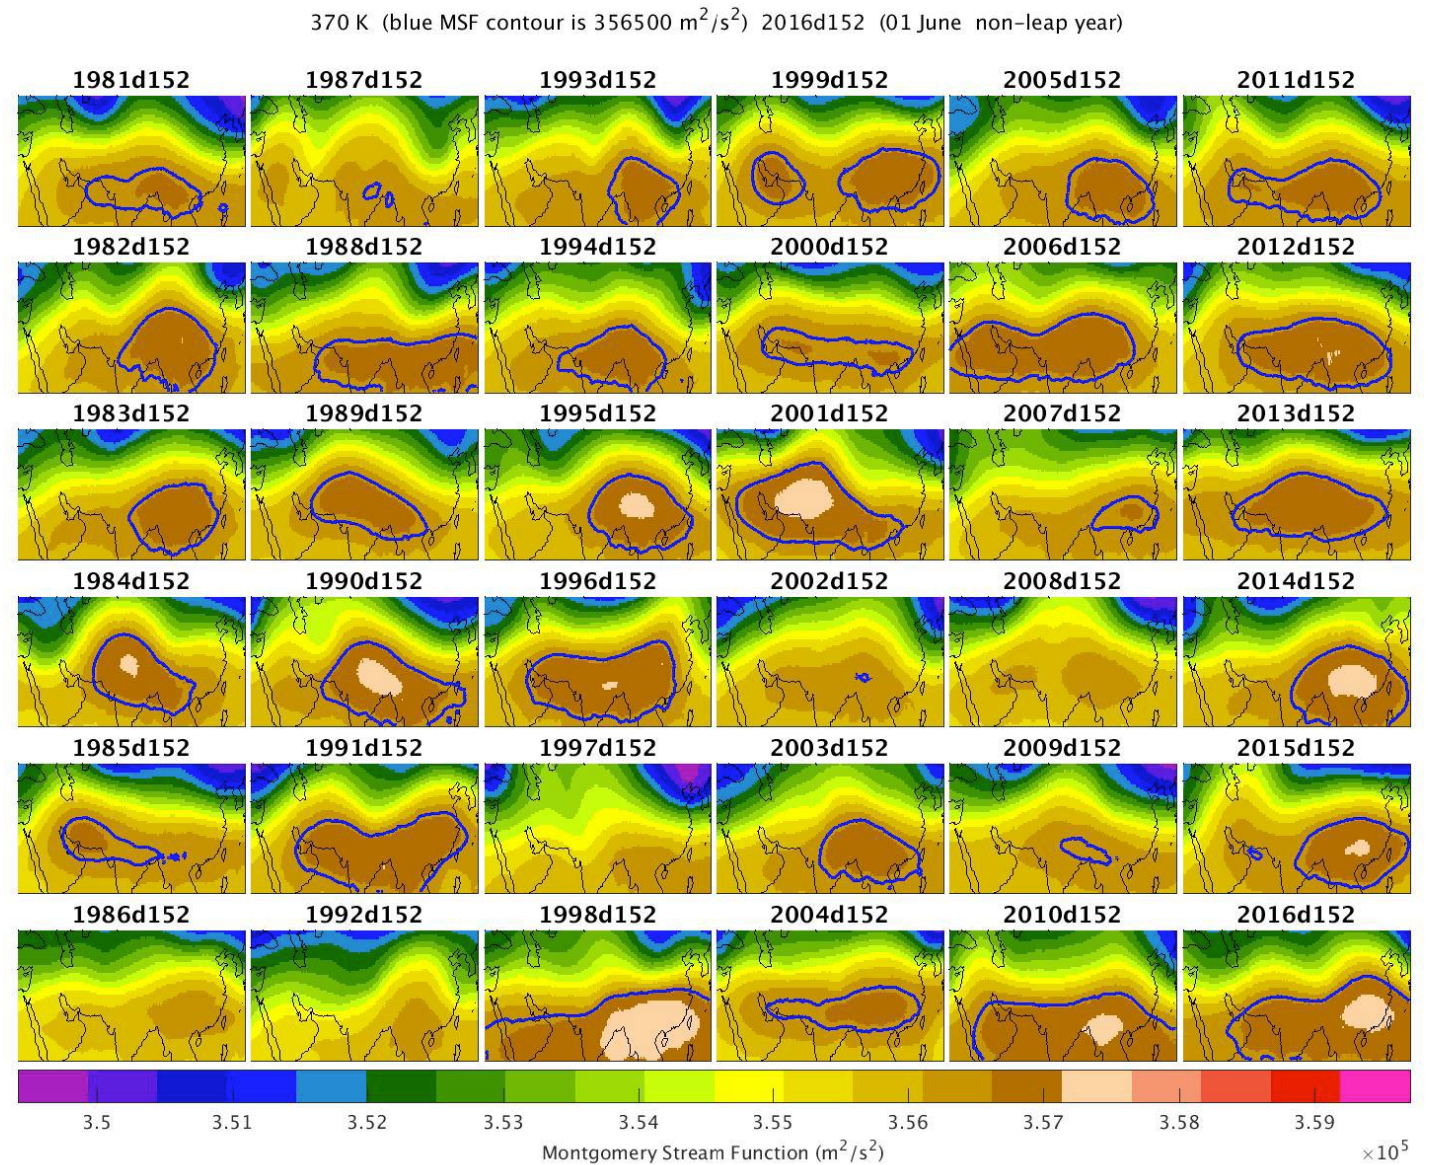 370 K (blue MSF contour is 356500 m²/s²) 2016d152 (01 June non-leap year)
1981d152 1987d152 1993d152 1999d152 2005d152 2011d152
1982d152 1988d152 1994d152 2000d152 2006d152 2012d152
1983d152 1989d152 1995d152 2001d152 2007d152 2013d152
1984d152 1990d152 1996d152 2002d152 2008d152 2014d152
1985d152 1991d152 1997d152 2003d152 2009d152 2015d152
1986d152 1992d152 1998d152 2004d152 2010d152 2016d152
3.5 3.51 3.52 3.53 3.54 3.55 3.56 3.57 3.58 3.59
Montgomery Stream Function (m²/s²) ×10⁵